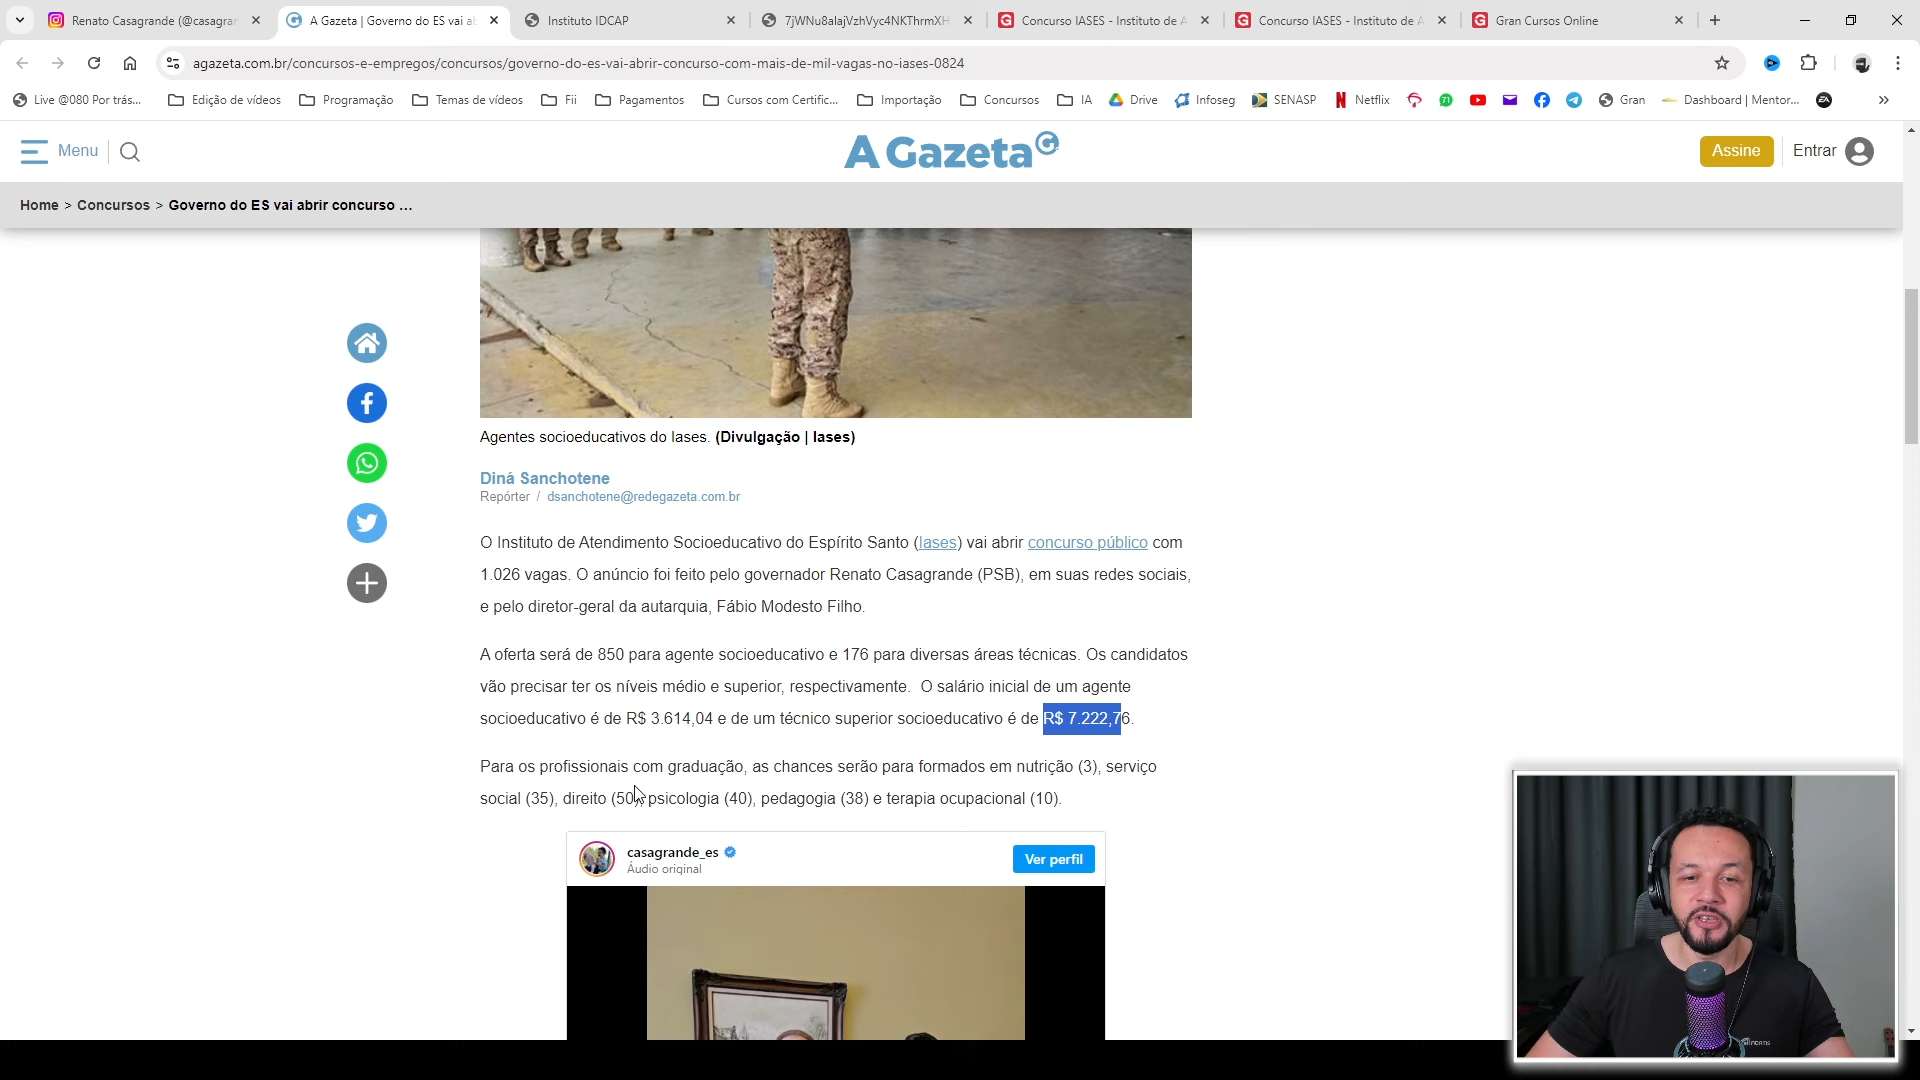 Renato Casagrande (@casagran
A Gazeta | Governo do ES vai ab
Instituto IDCAP
7jWNu8alajVzhVyc4NKThrmXH
Concurso IASES - Instituto de A
Concurso IASES - Instituto de A
Gran Cursos Online
agazeta.com.br/concursos-e-empregos/concursos/governo-do-es-vai-abrir-concurso-com-mais-de-mil-vagas-no-iases-0824
Live @080 Por trás...
Edição de vídeos
Programação
Temas de vídeos
Fii
Pagamentos
Cursos com Certific...
Importação
Concursos
IA
Drive
Infoseg
SENASP
Netflix
Gran
Dashboard | Mentor...
Menu
A Gazeta
Assine
Entrar
Home > Concursos > Governo do ES vai abrir concurso ...
Agentes socioeducativos do Iases. (Divulgação | Iases)
Diná Sanchotene
Repórter / dsanchotene@redegazeta.com.br
O Instituto de Atendimento Socioeducativo do Espírito Santo (Iases) vai abrir concurso público com
1.026 vagas. O anúncio foi feito pelo governador Renato Casagrande (PSB), em suas redes sociais,
e pelo diretor-geral da autarquia, Fábio Modesto Filho.
A oferta será de 850 para agente socioeducativo e 176 para diversas áreas técnicas. Os candidatos
vão precisar ter os níveis médio e superior, respectivamente. O salário inicial de um agente
socioeducativo é de R$ 3.614,04 e de um técnico superior socioeducativo é de R$ 7.222,76.
Para os profissionais com graduação, as chances serão para formados em nutrição (3), serviço
social (35), direito (50), psicologia (40), pedagogia (38) e terapia ocupacional (10).
casagrande_es
Áudio original
Ver perfil